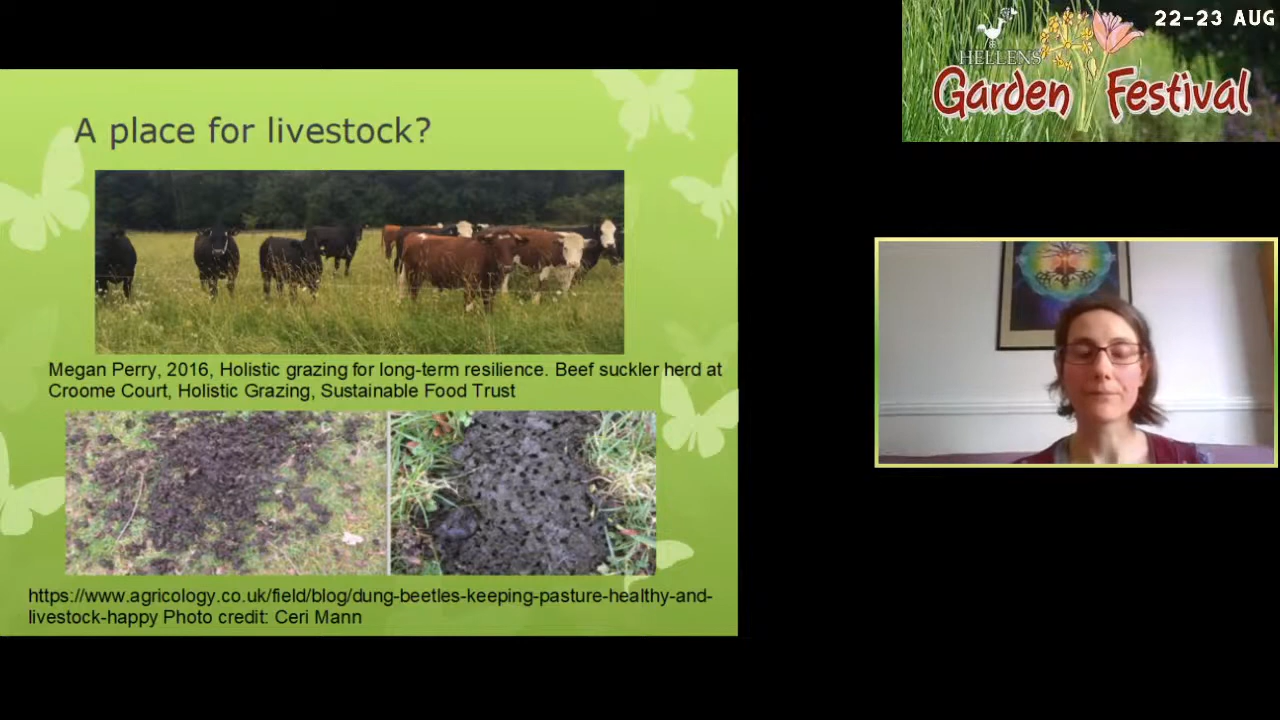 22-23 AUG
HELLENS
Garden Festival
A place for livestock?
Megan Perry, 2016, Holistic grazing for long-term resilience. Beef suckler herd at
Croome Court, Holistic Grazing, Sustainable Food Trust
https://www.agricology.co.uk/field/blog/dung-beetles-keeping-pasture-healthy-and-
livestock-happy Photo credit: Ceri Mann